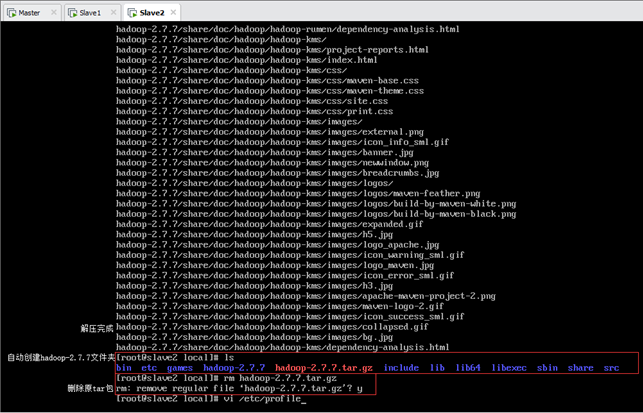 Master Slave1 Slave2
hadoop-2.7.7/share/doc/hadoop/hadoop-rumen/dependency-analysis.html
hadoop-2.7.7/share/doc/hadoop/hadoop-kms/
hadoop-2.7.7/share/doc/hadoop/hadoop-kms/project-reports.html
hadoop-2.7.7/share/doc/hadoop/hadoop-kms/index.html
hadoop-2.7.7/share/doc/hadoop/hadoop-kms/css/
hadoop-2.7.7/share/doc/hadoop/hadoop-kms/css/maven-base.css
hadoop-2.7.7/share/doc/hadoop/hadoop-kms/css/maven-theme.css
hadoop-2.7.7/share/doc/hadoop/hadoop-kms/css/site.css
hadoop-2.7.7/share/doc/hadoop/hadoop-kms/css/print.css
hadoop-2.7.7/share/doc/hadoop/hadoop-kms/images/
hadoop-2.7.7/share/doc/hadoop/hadoop-kms/images/external.png
hadoop-2.7.7/share/doc/hadoop/hadoop-kms/images/icon_info_sml.gif
hadoop-2.7.7/share/doc/hadoop/hadoop-kms/images/banner.jpg
hadoop-2.7.7/share/doc/hadoop/hadoop-kms/images/newwindow.png
hadoop-2.7.7/share/doc/hadoop/hadoop-kms/images/breadcrumbs.jpg
hadoop-2.7.7/share/doc/hadoop/hadoop-kms/images/logos/
hadoop-2.7.7/share/doc/hadoop/hadoop-kms/images/logos/maven-feather.png
hadoop-2.7.7/share/doc/hadoop/hadoop-kms/images/logos/build-by-maven-white.png
hadoop-2.7.7/share/doc/hadoop/hadoop-kms/images/logos/build-by-maven-black.png
hadoop-2.7.7/share/doc/hadoop/hadoop-kms/images/expanded.gif
hadoop-2.7.7/share/doc/hadoop/hadoop-kms/images/h5.jpg
hadoop-2.7.7/share/doc/hadoop/hadoop-kms/images/logo_apache.jpg
hadoop-2.7.7/share/doc/hadoop/hadoop-kms/images/icon_warning_sml.gif
hadoop-2.7.7/share/doc/hadoop/hadoop-kms/images/logo_maven.jpg
hadoop-2.7.7/share/doc/hadoop/hadoop-kms/images/icon_error_sml.gif
hadoop-2.7.7/share/doc/hadoop/hadoop-kms/images/h3.jpg
hadoop-2.7.7/share/doc/hadoop/hadoop-kms/images/apache-maven-project-2.png
hadoop-2.7.7/share/doc/hadoop/hadoop-kms/images/maven-logo-2.gif
hadoop-2.7.7/share/doc/hadoop/hadoop-kms/images/icon_success_sml.gif
解压完成 hadoop-2.7.7/share/doc/hadoop/hadoop-kms/images/collapsed.gif
hadoop-2.7.7/share/doc/hadoop/hadoop-kms/images/bg.jpg
hadoop-2.7.7/share/doc/hadoop/hadoop-kms/dependency-analysis.html
自动创建hadoop-2.7.7文件夹 [root@slave2 local]# ls
bin etc games hadoop-2.7.7 hadoop-2.7.7.tar.gz include lib lib64 libexec sbin share src
[root@slave2 local]# rm hadoop-2.7.7.tar.gz
删除原tar包 rm: remove regular file 'hadoop-2.7.7.tar.gz'? y
[root@slave2 local]# vi /etc/profile_